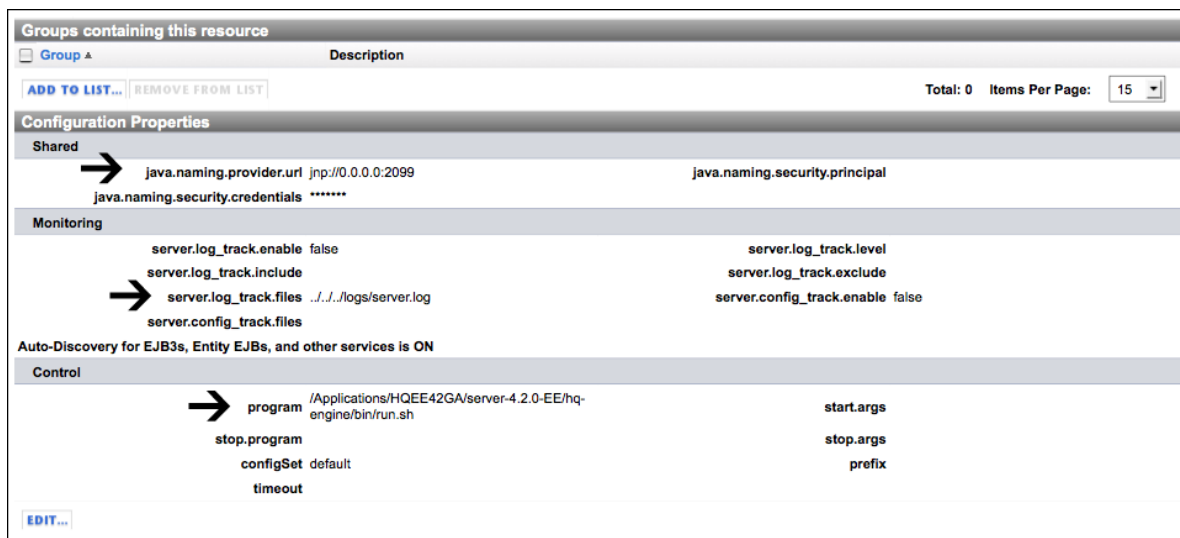 Groups containing this resource
Group Description
ADD TO LIST... REMOVE FROM LIST Total: 0 Items Per Page: 15
Configuration Properties
Shared
java.naming.provider.url jnp://0.0.0.0:2099 java.naming.security.principal
java.naming.security.credentials *******
Monitoring
server.log_track.enable false server.log_track.level
server.log_track.include server.log_track.exclude
server.log_track.files ../../../logs/server.log server.config_track.enable false
server.config_track.files
Auto-Discovery for EJB3s, Entity EJBs, and other services is ON
Control
program /Applications/HQEE42GA/server-4.2.0-EE/hq-
engine/bin/run.sh start.args
stop.program stop.args
configSet default prefix
timeout
EDIT...